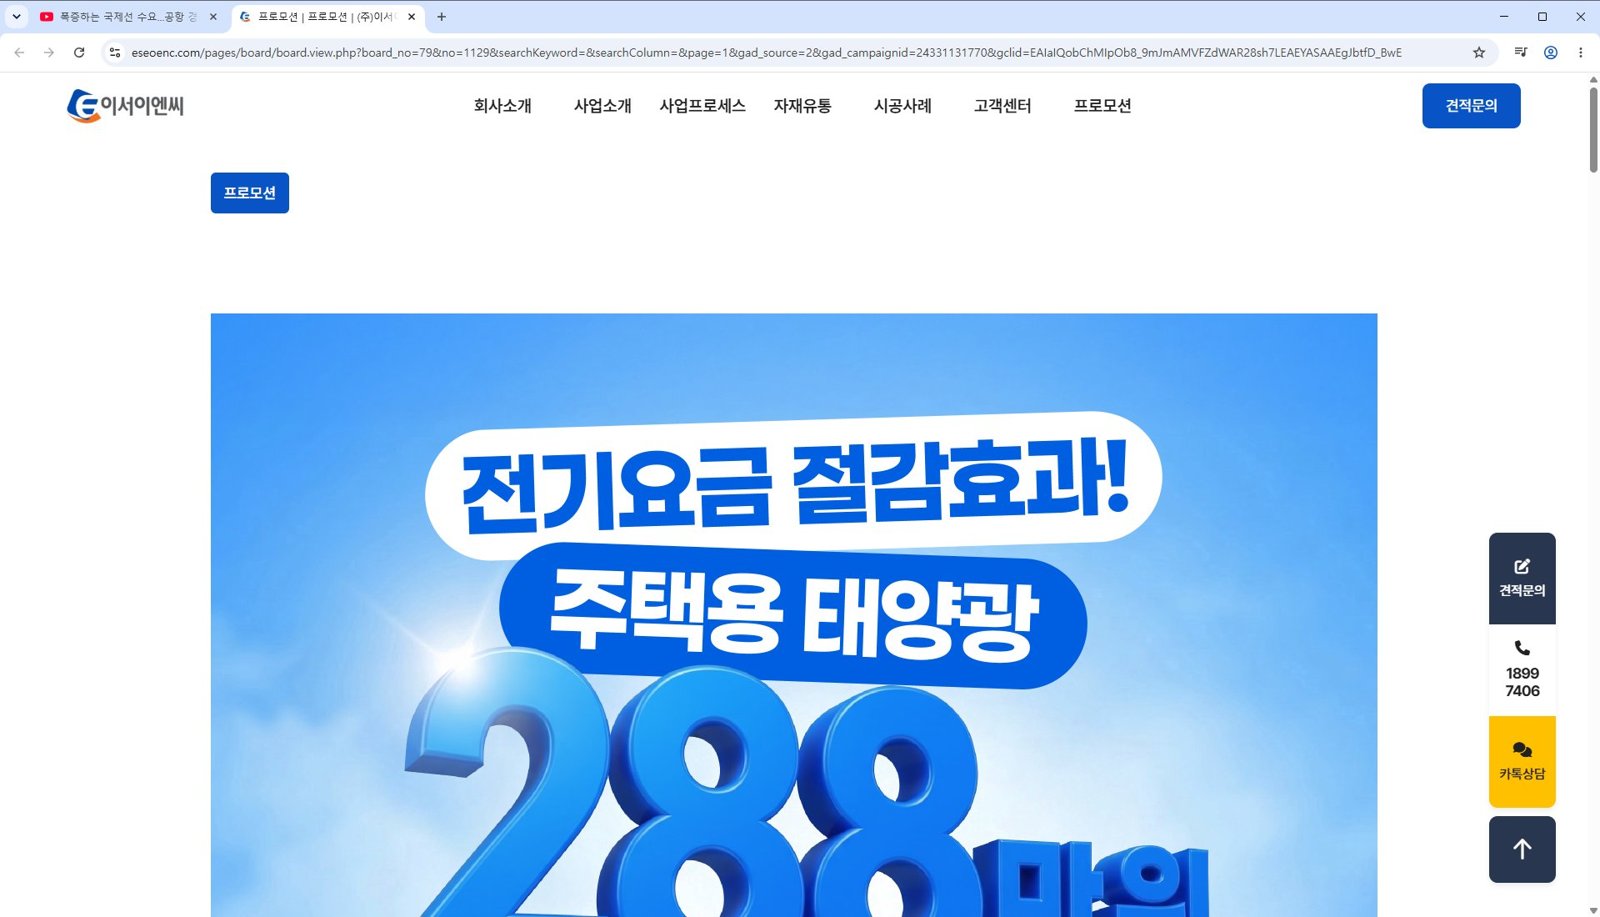 폭증하는 국제선 수요...공항 경
프로모션 | 프로모션 | (주)이서이
eseoenc.com/pages/board/board.view.php?board_no=79&no=1129&searchKeyword=&searchColumn=&page=1&gad_source=2&gad_campaignid=24331131770&gclid=EAIaIQobChMIpOb8_9mJmAMVFZdWAR28sh7LEAEYASAAEgJbtfD_BwE
이서이엔씨
회사소개 사업소개 사업프로세스 자재유통 시공사례 고객센터 프로모션
견적문의
프로모션
전기요금 절감효과!
주택용 태양광
288만원
견적문의
1899
7406
카톡상담